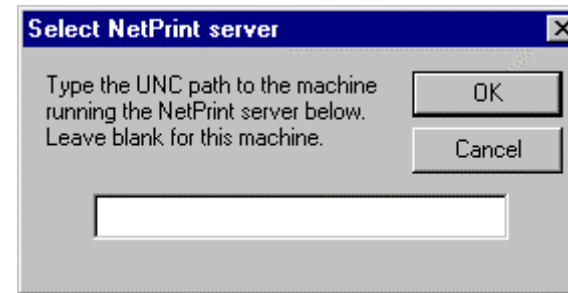 Select NetPrint server
Type the UNC path to the machine
running the NetPrint server below.
Leave blank for this machine.
OK
Cancel